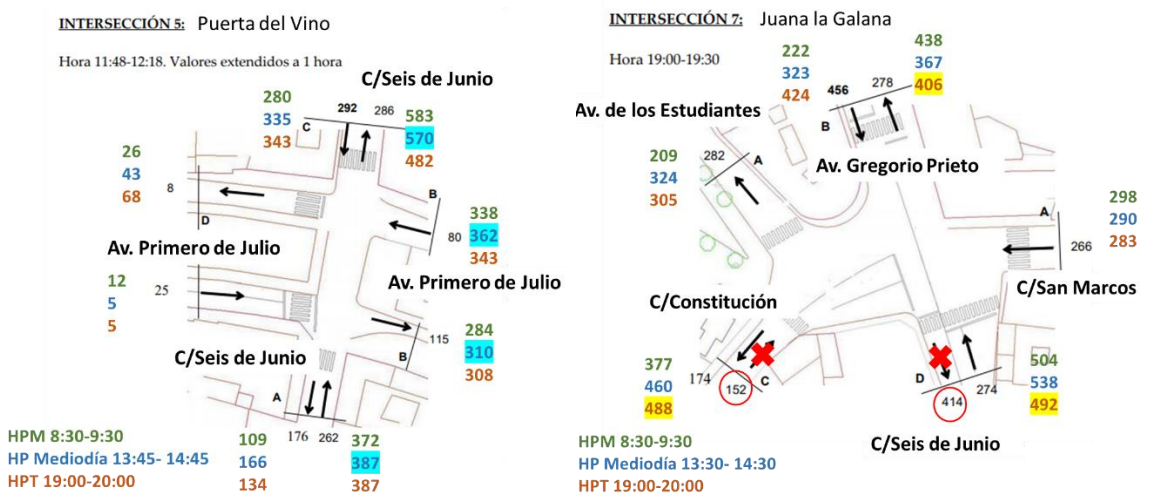 INTERSECCIÓN 5: Puerta del Vino
Hora 11:48-12:18. Valores extendidos a 1 hora
C/Seis de Junio
280
335
343
292
286
583
570
482
C
26
43
68
8
D
B
80
338
362
343
Av. Primero de Julio
12
5
5
25
Av. Primero de Julio
115
B
284
310
308
C/Seis de Junio
A
176
262
109
166
134
372
387
387
HPM 8:30-9:30
HP Mediodía 13:45- 14:45
HPT 19:00-20:00
INTERSECCIÓN 7: Juana la Galana
Hora 19:00-19:30
222
323
424
456
278
438
367
406
B
Av. de los Estudiantes
209
324
305
282
A
Av. Gregorio Prieto
298
290
283
A
266
C/San Marcos
C/Constitución
377
460
488
174
152
C
D
414
274
504
538
492
C/Seis de Junio
HPM 8:30-9:30
HP Mediodía 13:30- 14:30
HPT 19:00-20:00